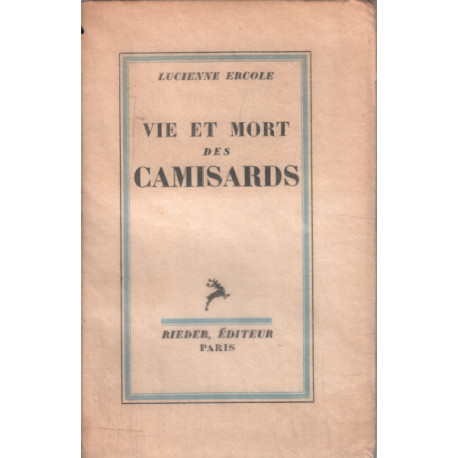 LUCIENNE ERCOLE
VIE ET MORT
DES
CAMISARDS
RIEDER, ÉDITEUR
PARIS